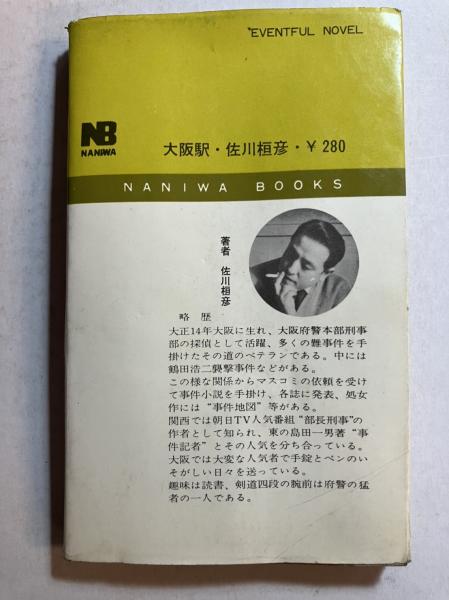 'EVENTFUL NOVEL
NB
NANIWA
大阪駅・佐川桓彦・¥ 280
NANIWA BOOKS
著者 佐川桓彦
略歴
大正14年大阪に生れ、大阪府警本部刑事
部の探偵として活躍、多くの難事件を手
掛けたその道のベテランである。中には
鶴田浩二襲撃事件などがある。
この様な関係からマスコミの依頼を受け
て事件小説を手掛け、各誌に発表、処女
作には“事件地図”等がある。
関西では朝日TV人気番組“部長刑事”の
作者として知られ、東の島田一男著“事
件記者”とその人気を分ち合っている。
大阪では大変な人気者で手錠とペンのい
そがしい日々を送っている。
趣味は読書、剣道四段の腕前は府警の猛
者の一人である。